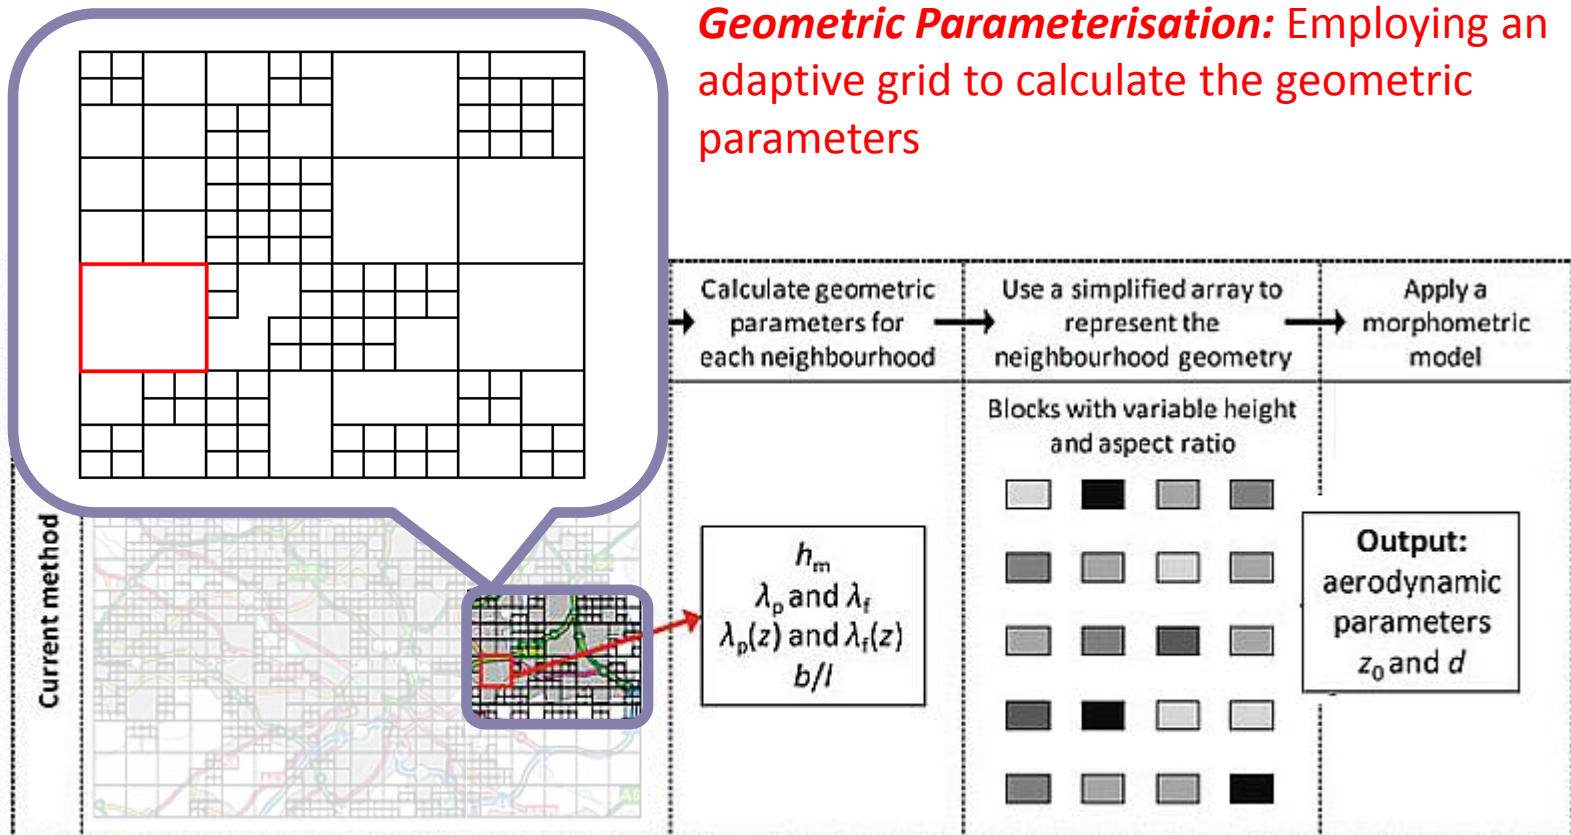 Geometric Parameterisation: Employing an
adaptive grid to calculate the geometric
parameters
Calculate geometric
parameters for
each neighbourhood
Use a simplified array to
represent the
neighbourhood geometry
Apply a
morphometric
model
Current method
hm
λp and λf
λp(z) and λf(z)
b/l
Blocks with variable height
and aspect ratio
Output:
aerodynamic
parameters
z0 and d